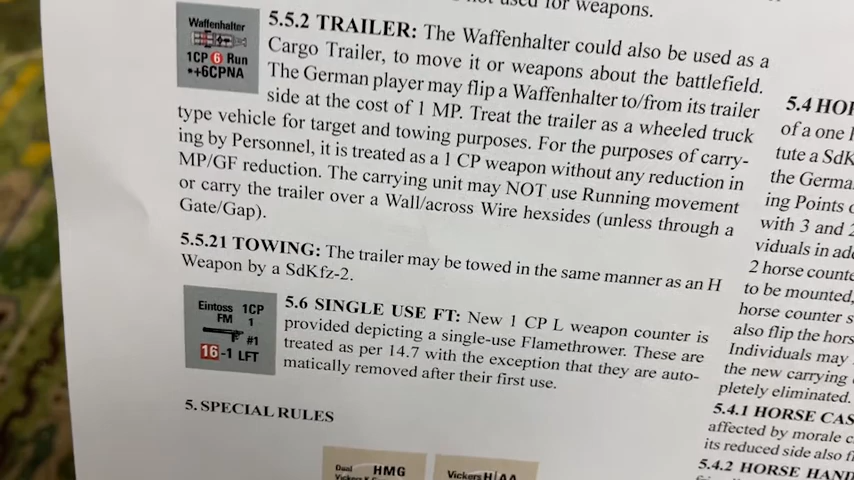 not used for weapons.
Waffenhalter
1CP 6 Run
•+6CPNA
5.5.2 TRAILER: The Waffenhalter could also be used as a
Cargo Trailer, to move it or weapons about the battlefield.
The German player may flip a Waffenhalter to/from its trailer
side at the cost of 1 MP. Treat the trailer as a wheeled truck
type vehicle for target and towing purposes. For the purposes of carry-
ing by Personnel, it is treated as a 1 CP weapon without any reduction in
MP/GF reduction. The carrying unit may NOT use Running movement
or carry the trailer over a Wall/across Wire hexsides (unless through a
Gate/Gap).
5.5.21 TOWING: The trailer may be towed in the same manner as an H
Weapon by a SdKfz-2.
Eintoss 1CP
FM 1
#1
16-1 LFT
5.6 SINGLE USE FT: New 1 CP L weapon counter is
provided depicting a single-use Flamethrower. These are
treated as per 14.7 with the exception that they are auto-
matically removed after their first use.
5. SPECIAL RULES
Dual HMG
Vickers H AA
5.4 HOR
of a one h
tute a SdK
the Germa
ing Points o
with 3 and 2
viduals in add
2 horse counte
to be mounted,
horse counter s
also flip the hors
Individuals may
the new carrying
pletely eliminated.
5.4.1 HORSE CAS
affected by morale c
its reduced side also f
5.4.2 HORSE HAND